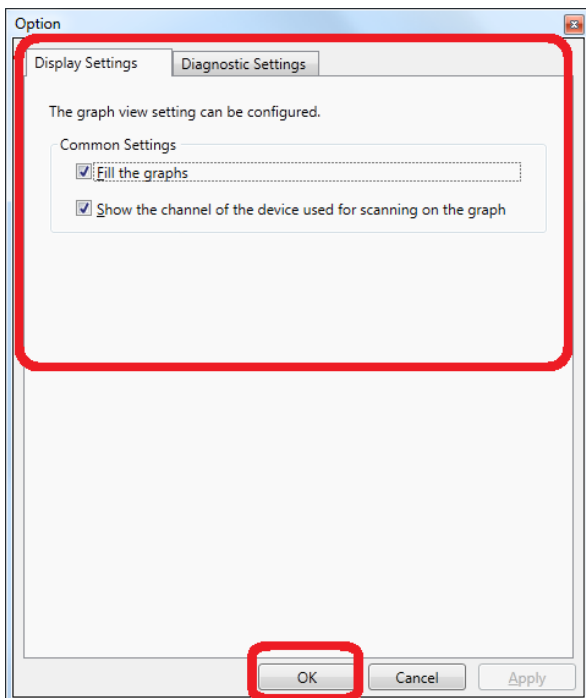 Option
Display Settings
Diagnostic Settings
The graph view setting can be configured.
Common Settings
Fill the graphs
Show the channel of the device used for scanning on the graph
OK
Cancel
Apply